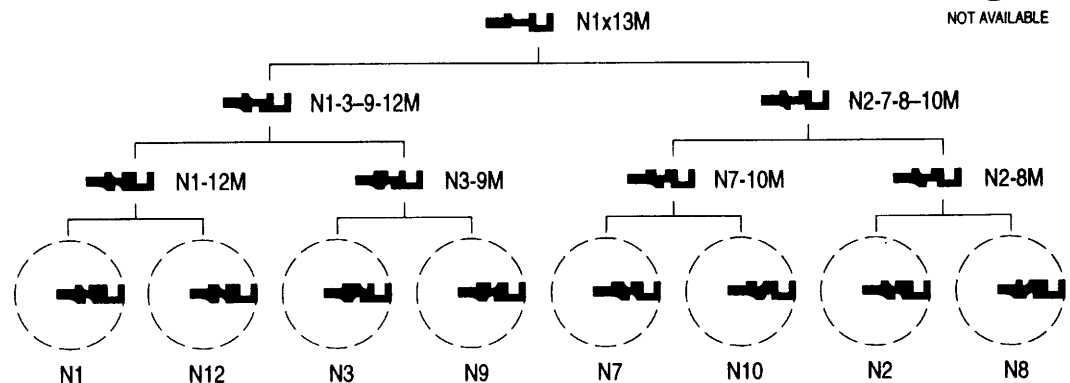 N1x13M
NOT AVAILABLE
N1-3–9-12M
N2-7-8–10M
N1-12M
N3-9M
N7-10M
N2-8M
N1
N12
N3
N9
N7
N10
N2
N8